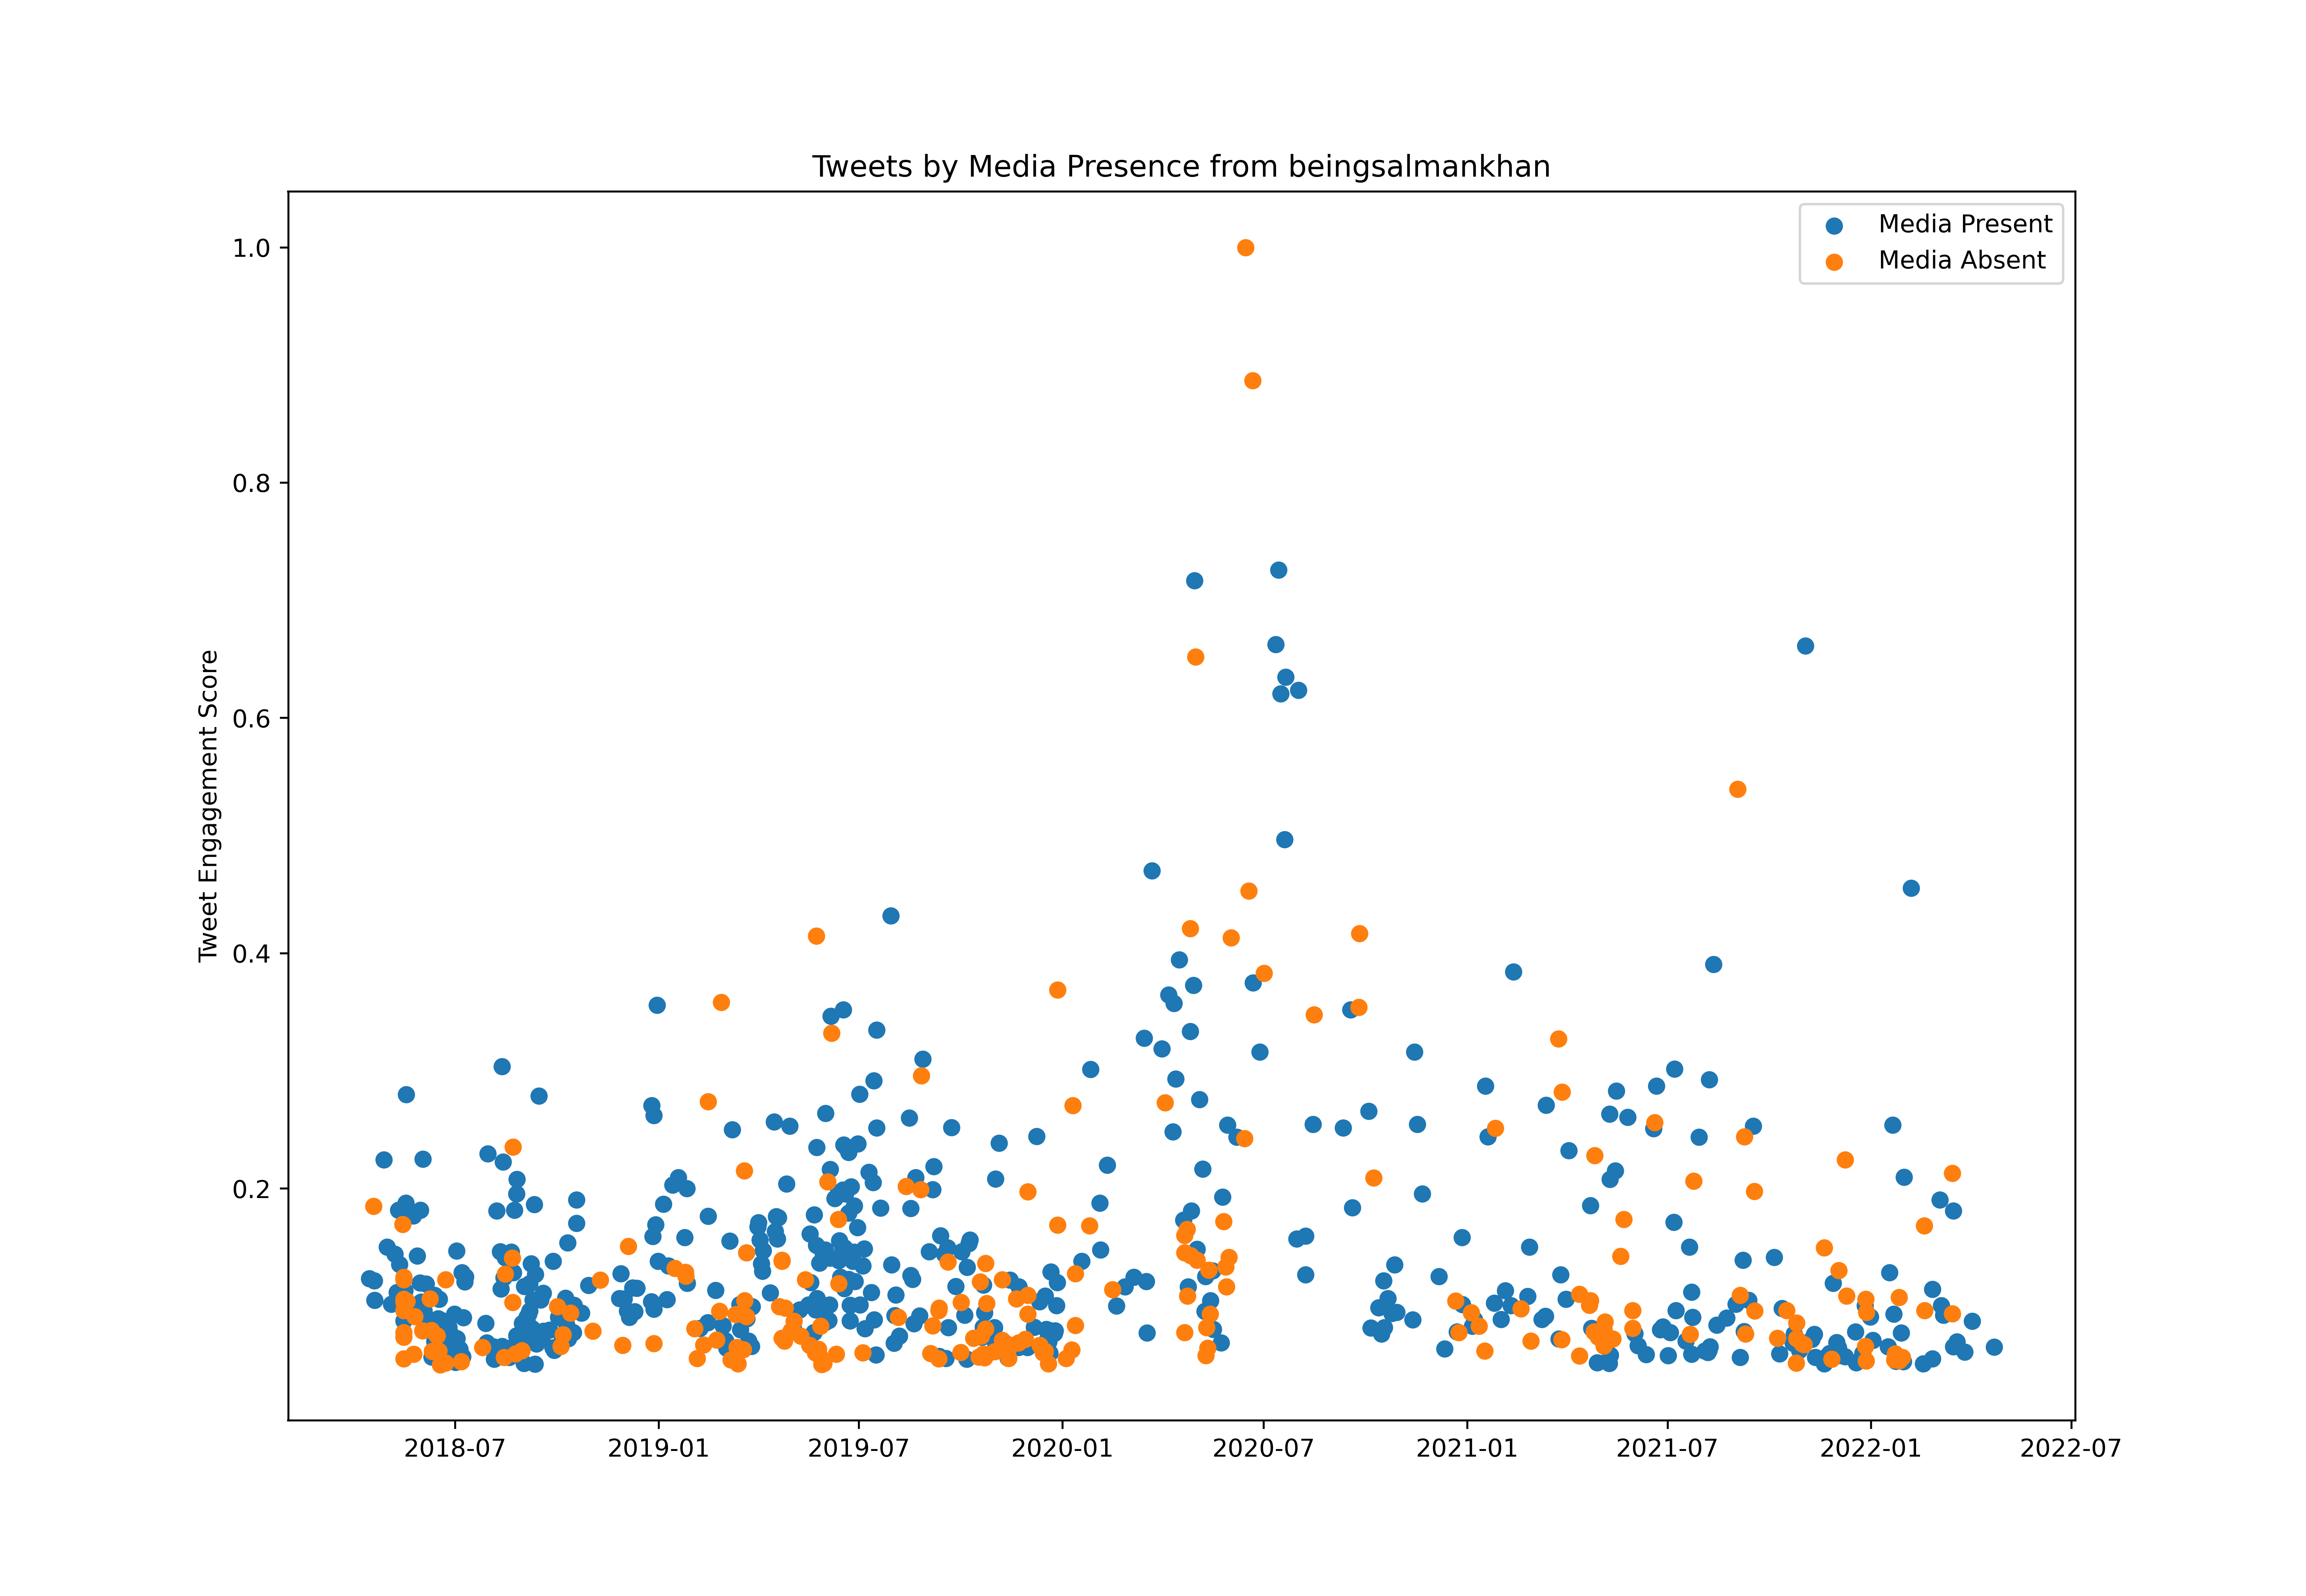 Tweets by Media Presence from beingsalmankhan
Media Present
Media Absent
Tweet Engagement Score
1.0
0.8
0.6
0.4
0.2
2018-07 2019-01 2019-07 2020-01 2020-07 2021-01 2021-07 2022-01 2022-07